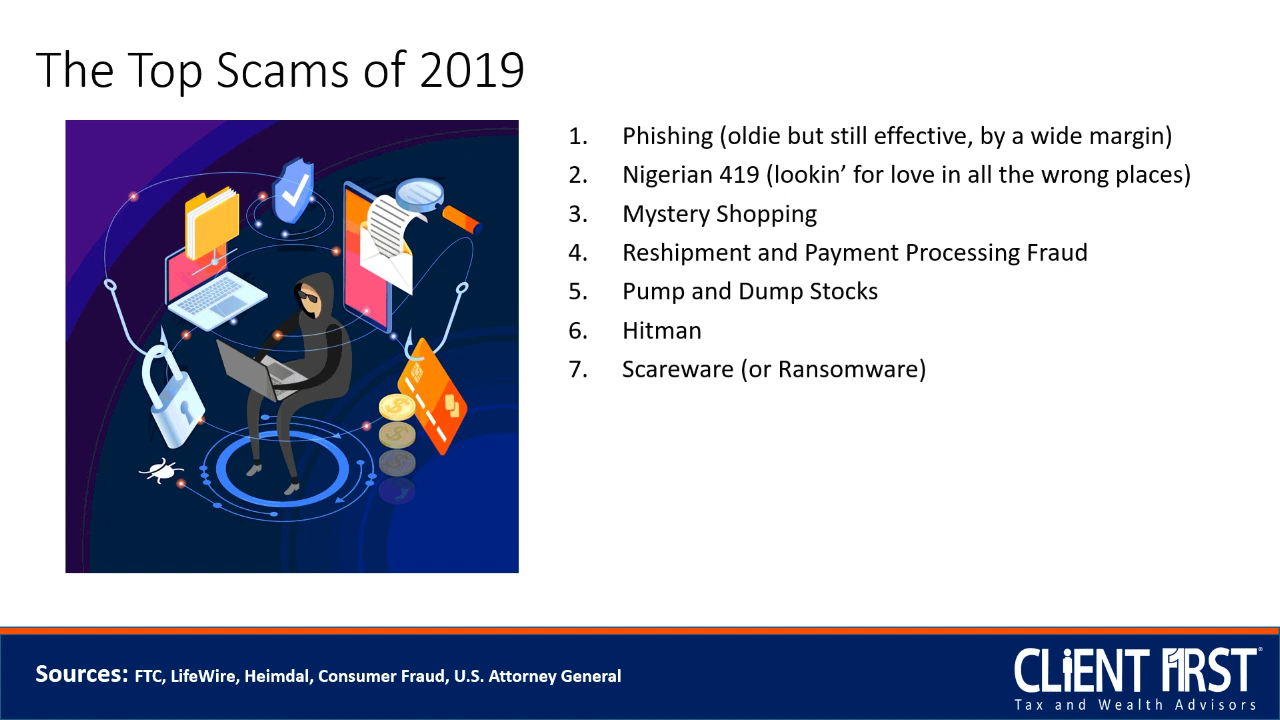 The Top Scams of 2019
1. Phishing (oldie but still effective, by a wide margin)
2. Nigerian 419 (lookin’ for love in all the wrong places)
3. Mystery Shopping
4. Reshipment and Payment Processing Fraud
5. Pump and Dump Stocks
6. Hitman
7. Scareware (or Ransomware)
Sources: FTC, LifeWire, Heimdal, Consumer Fraud, U.S. Attorney General
CLiENT FIRST®
Tax and Wealth Advisors